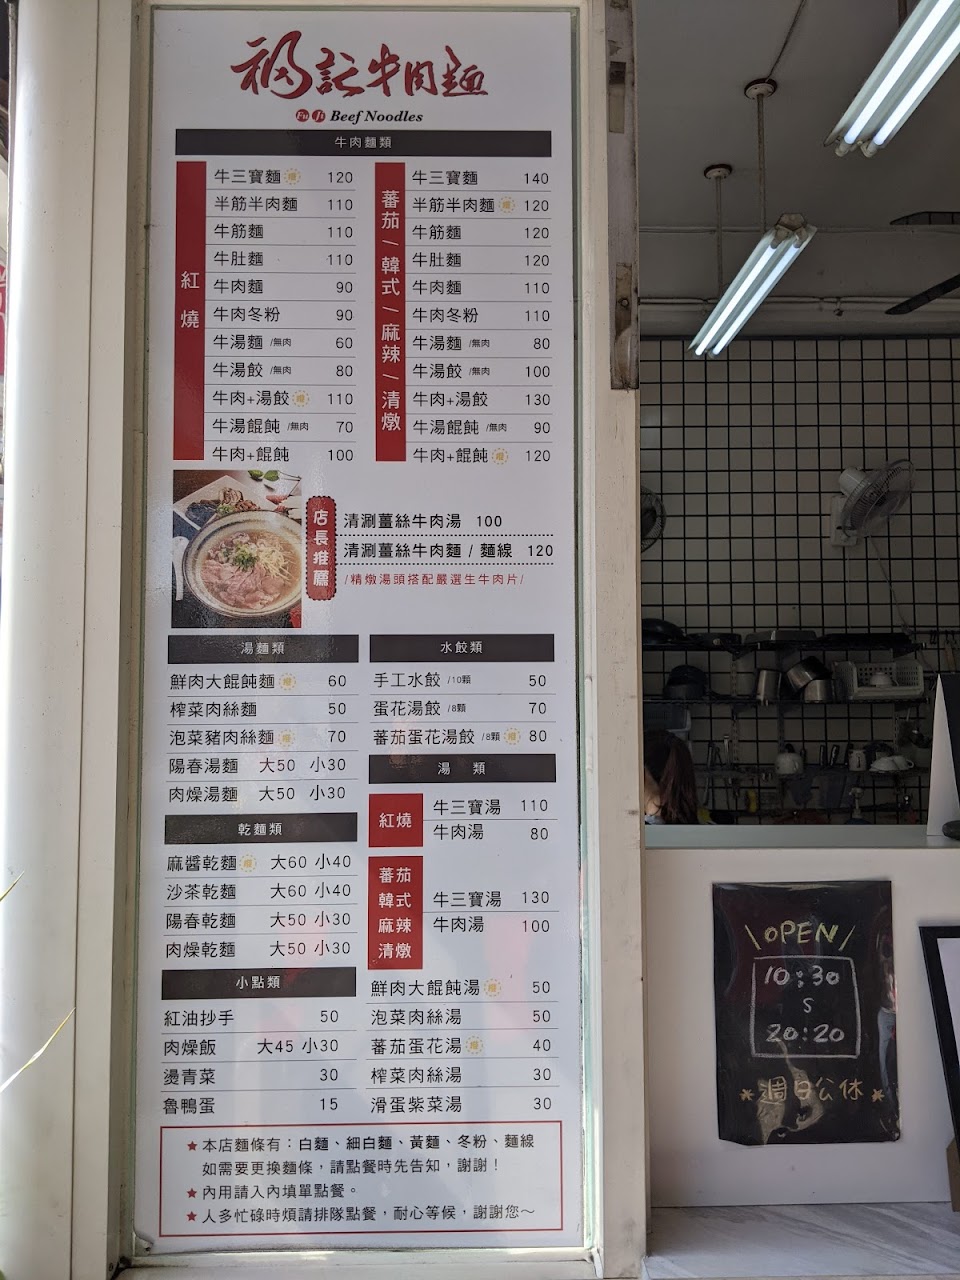 福記牛肉麵
Fu Ji Beef Noodles
牛肉麵類
紅燒
牛三寶麵 120
半筋半肉麵 110
牛筋麵 110
牛肚麵 110
牛肉麵 90
牛肉冬粉 90
牛湯麵 /無肉 60
牛湯餃 /無肉 80
牛肉+湯餃 110
牛湯餛飩 /無肉 70
牛肉+餛飩 100
蕃茄/韓式/麻辣/清燉
牛三寶麵 140
半筋半肉麵 120
牛筋麵 120
牛肚麵 120
牛肉麵 110
牛肉冬粉 110
牛湯麵 /無肉 80
牛湯餃 /無肉 100
牛肉+湯餃 130
牛湯餛飩 /無肉 90
牛肉+餛飩 120
店長推薦
清涮薑絲牛肉湯 100
清涮薑絲牛肉麵 / 麵線 120
/精燉湯頭搭配嚴選生牛肉片/
湯麵類
鮮肉大餛飩麵 60
榨菜肉絲麵 50
泡菜豬肉絲麵 70
陽春湯麵 大50 小30
肉燥湯麵 大50 小30
乾麵類
麻醬乾麵 大60 小40
沙茶乾麵 大60 小40
陽春乾麵 大50 小30
肉燥乾麵 大50 小30
小點類
紅油抄手 50
肉燥飯 大45 小30
燙青菜 30
魯鴨蛋 15
水餃類
手工水餃 /10顆 50
蛋花湯餃 /8顆 70
蕃茄蛋花湯餃 /8顆 80
湯 類
紅燒
牛三寶湯 110
牛肉湯 80
蕃茄
韓式
麻辣
清燉
牛三寶湯 130
牛肉湯 100
鮮肉大餛飩湯 50
泡菜肉絲湯 50
蕃茄蛋花湯 40
榨菜肉絲湯 30
滑蛋紫菜湯 30
★本店麵條有：白麵、細白麵、黃麵、冬粉、麵線
如需要更換麵條，請點餐時先告知，謝謝！
★內用請入內填單點餐。
★人多忙碌時煩請排隊點餐，耐心等候，謝謝您～
\OPEN/
10:30
S
20:20
*週日公休*